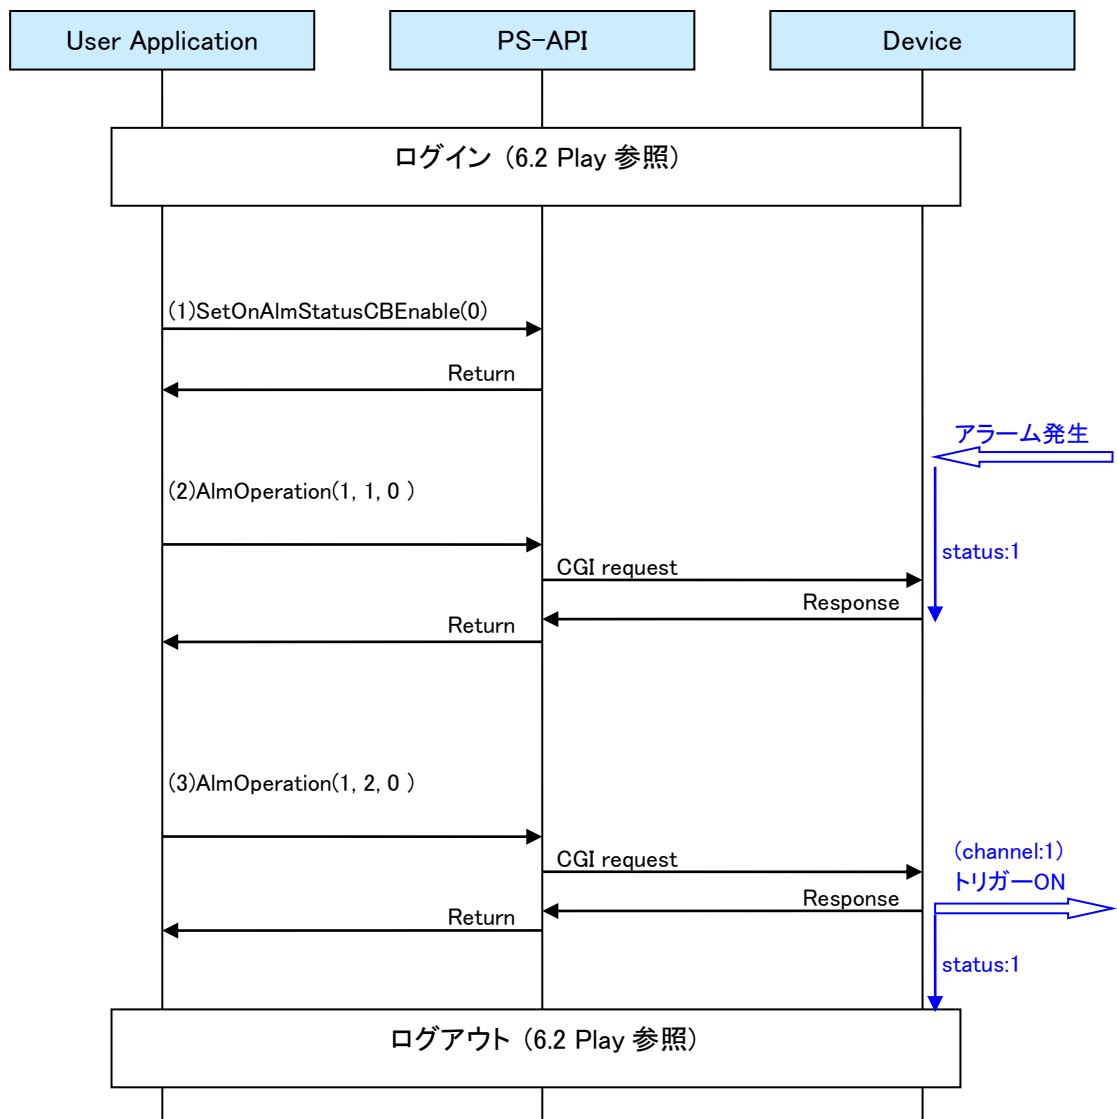 User Application
PS-API
Device
ログイン (6.2 Play 参照)
(1)SetOnAlmStatusCBEnable(0)
Return
アラーム発生
(2)AlmOperation(1, 1, 0 )
status:1
CGI request
Response
Return
(3)AlmOperation(1, 2, 0 )
(channel:1)
トリガーON
CGI request
Response
Return
status:1
ログアウト (6.2 Play 参照)